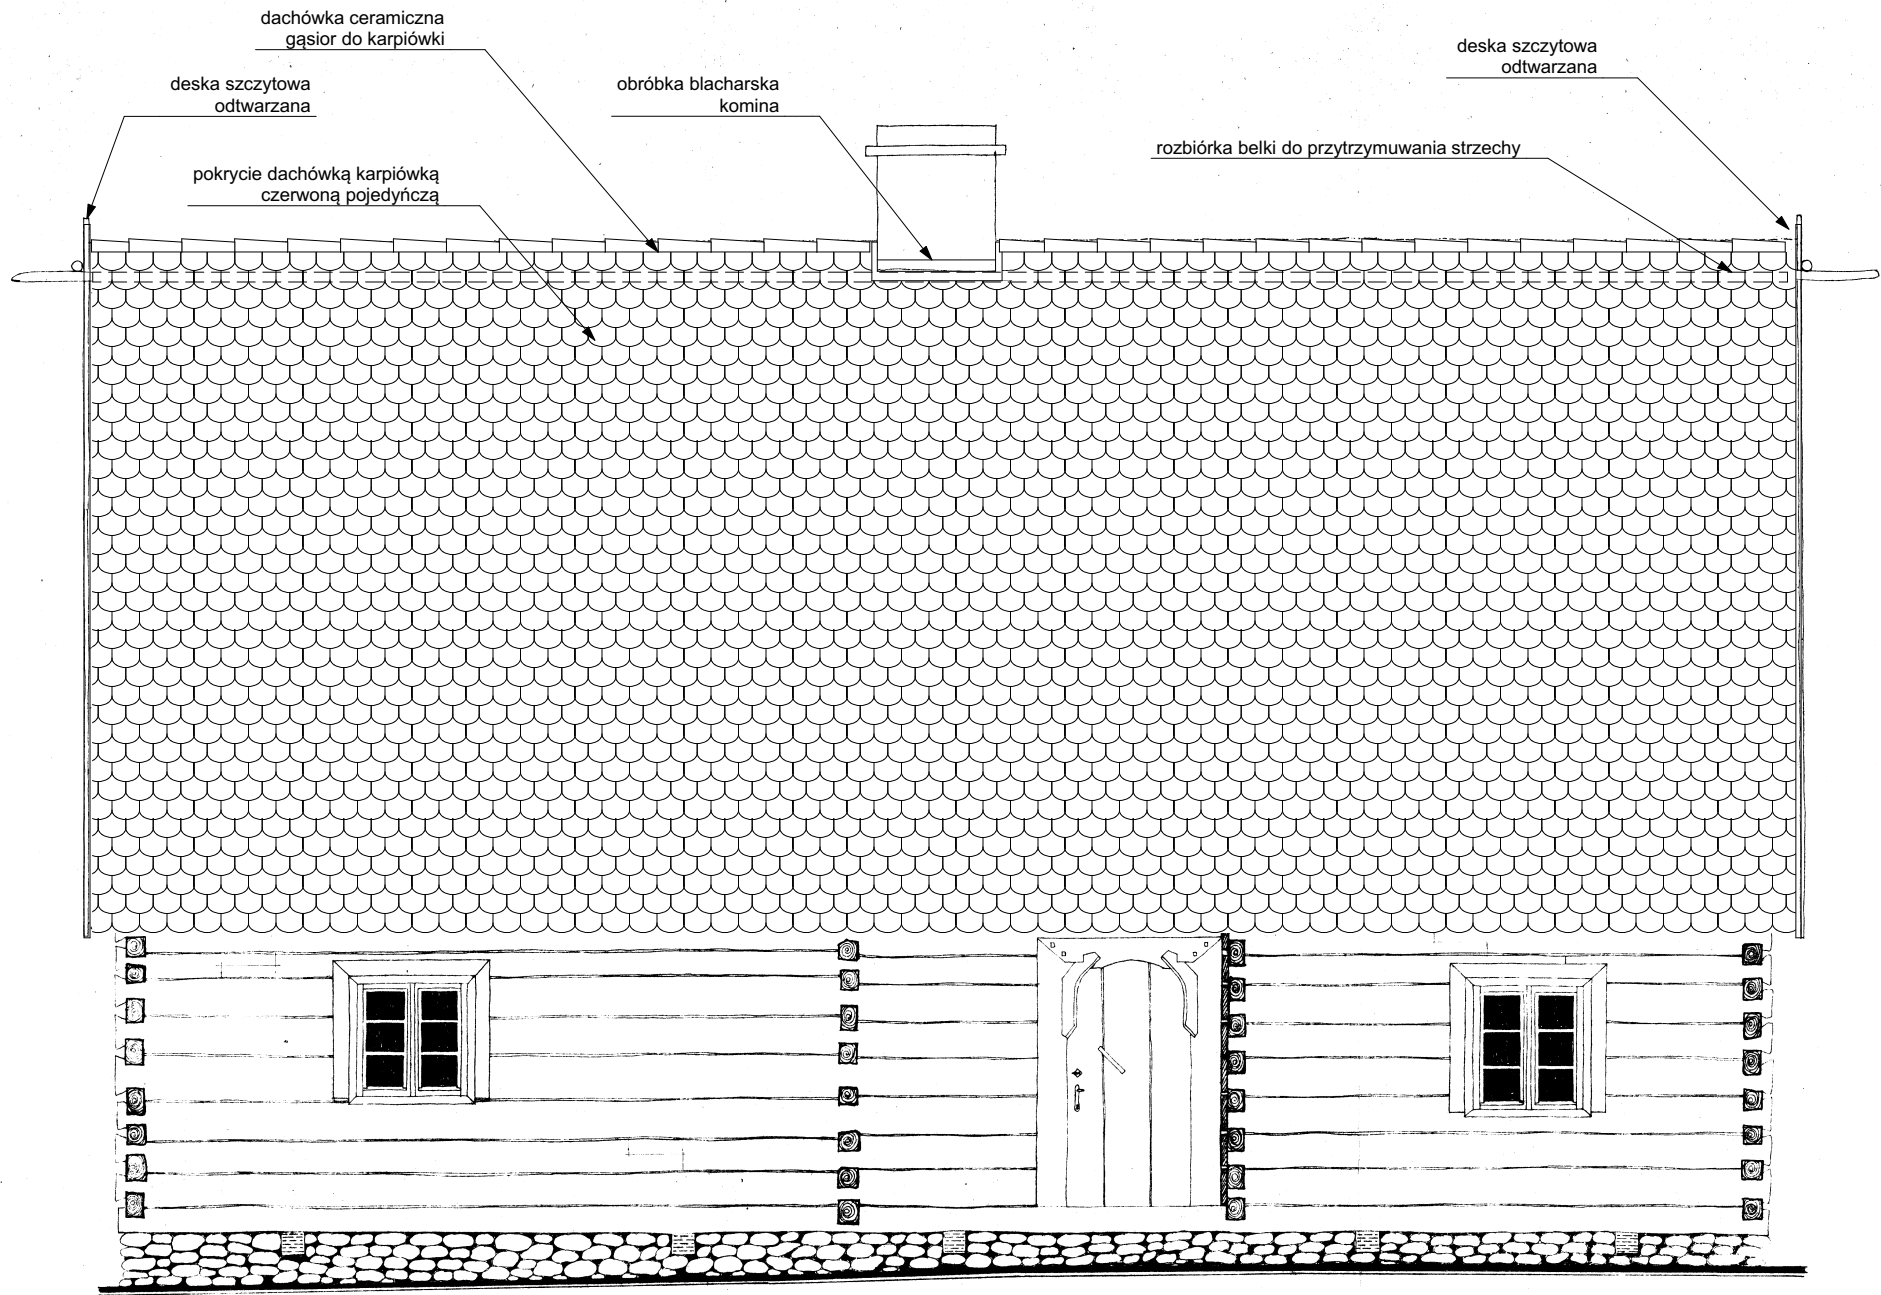 dachówka ceramiczna
gąsior do karpiówki
deska szczytowa
odtwarzana
obróbka blacharska
komina
deska szczytowa
odtwarzana
rozbiórka belki do przytrzymuwania strzechy
pokrycie dachówką karpiówką
czerwoną pojedyńczą